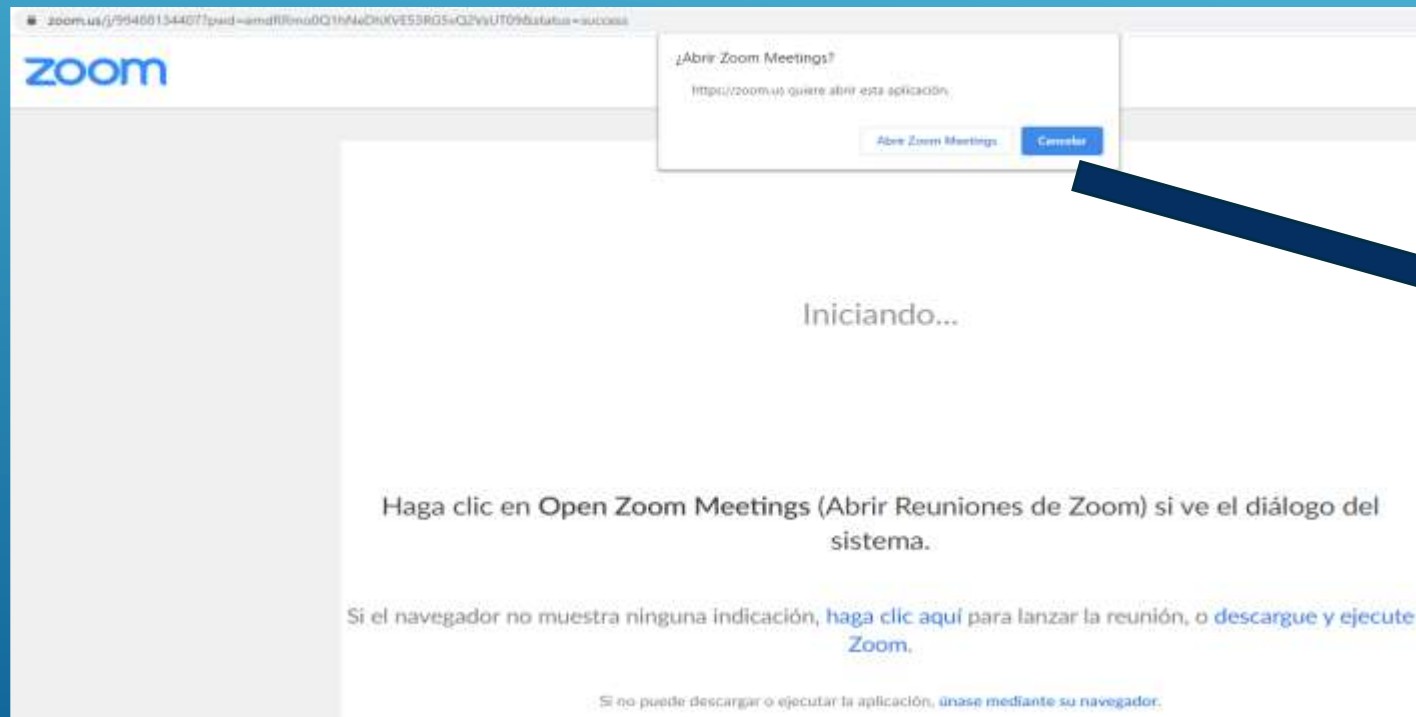 zoom
¿Abrir Zoom Meetings?
https://zoom.us quiere abrir esta aplicación.
Abre Zoom Meetings
Cancelar
Iniciando...
Haga clic en Open Zoom Meetings (Abrir Reuniones de Zoom) si ve el diálogo del
sistema.
Si el navegador no muestra ninguna indicación, haga clic aquí para lanzar la reunión, o descargue y ejecute
Zoom.
Si no puede descargar o ejecutar la aplicación, únase mediante su navegador.